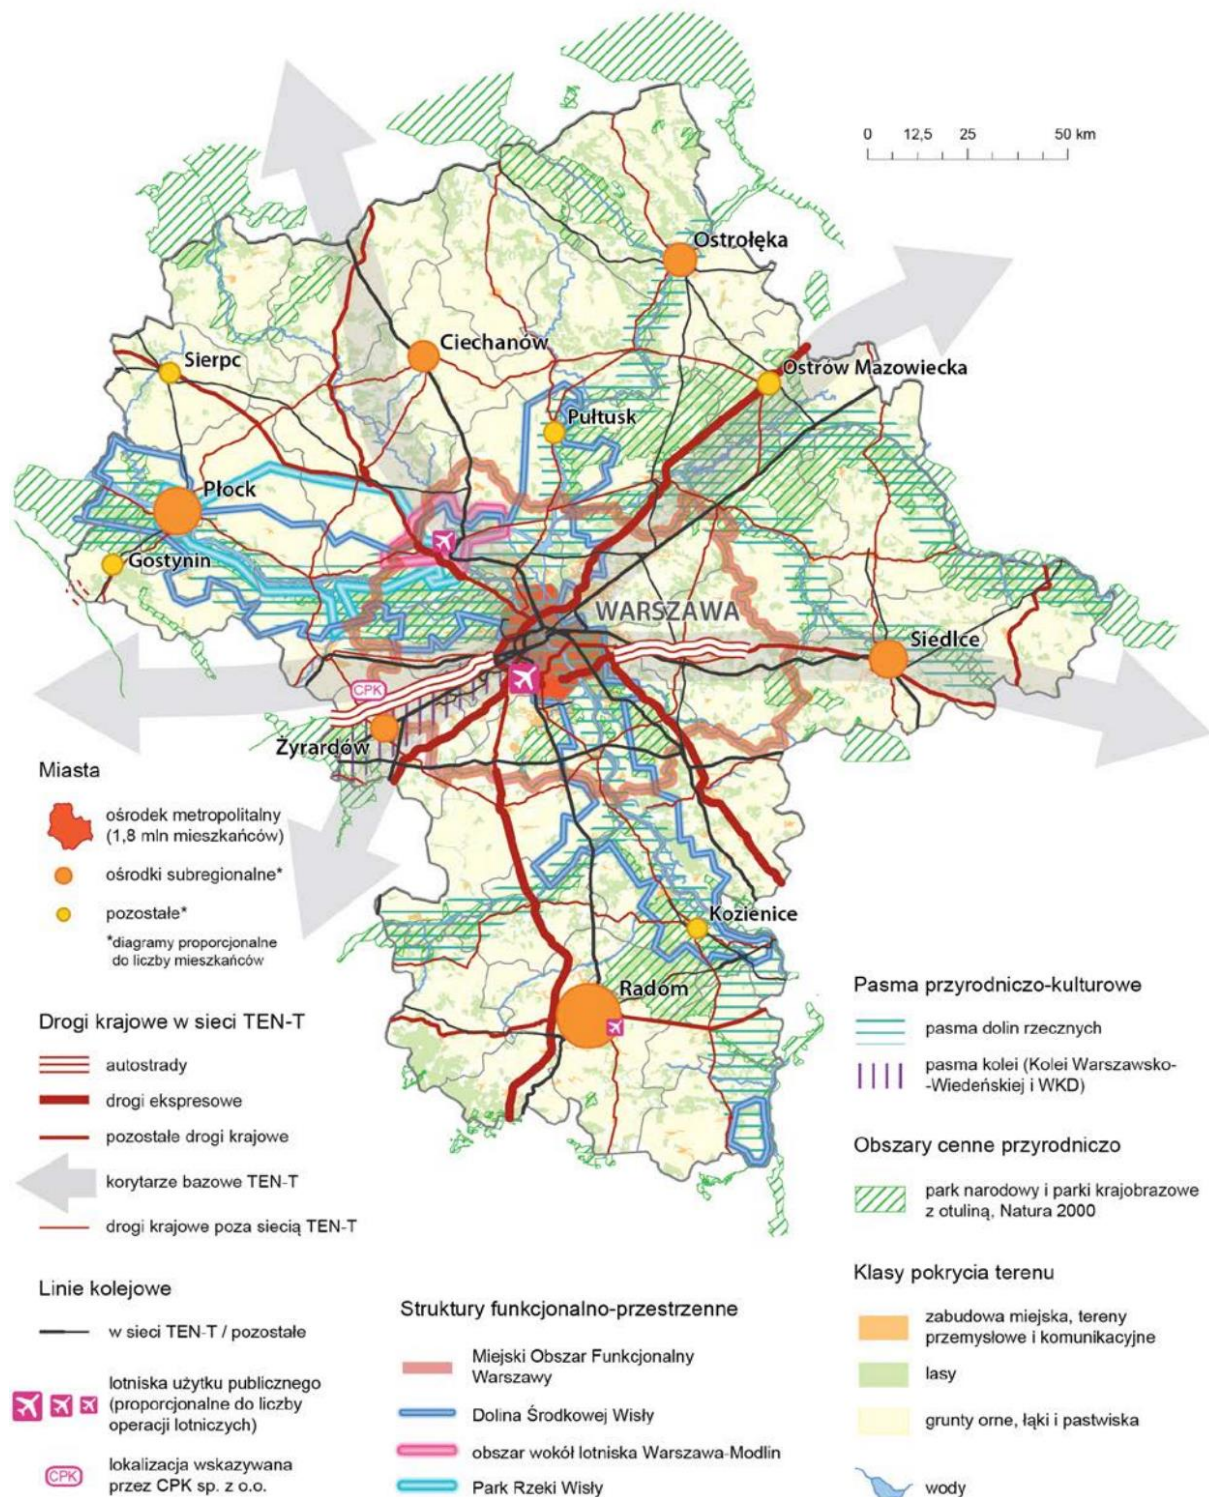 0 12,5 25 50 km
Ostrołęka
Ciechanów
Sierpc
Ostrów Mazowiecka
Pułtusk
Płock
Gostynin
WARSZAWA
Siedlce
CPK
Żyrardów
Kozienice
Radom
Miasta
ośrodek metropolitalny
(1,8 mln mieszkańców)
ośrodki subregionalne*
pozostałe*
*diagramy proporcjonalne
do liczby mieszkańców
Drogi krajowe w sieci TEN-T
autostrady
drogi ekspresowe
pozostałe drogi krajowe
korytarze bazowe TEN-T
drogi krajowe poza siecią TEN-T
Linie kolejowe
w sieci TEN-T / pozostałe
lotniska użytku publicznego
(proporcjonalne do liczby
operacji lotniczych)
CPK
lokalizacja wskazywana
przez CPK sp. z o.o.
Struktury funkcjonalno-przestrzenne
Miejski Obszar Funkcjonalny
Warszawy
Dolina Środkowej Wisły
obszar wokół lotniska Warszawa-Modlin
Park Rzeki Wisły
Pasma przyrodniczo-kulturowe
pasma dolin rzecznych
pasma kolei (Kolei Warszawsko-
-Wiedeńskiej i WKD)
Obszary cenne przyrodniczo
park narodowy i parki krajobrazowe
z otuliną, Natura 2000
Klasy pokrycia terenu
zabudowa miejska, tereny
przemysłowe i komunikacyjne
lasy
grunty orne, łąki i pastwiska
wody